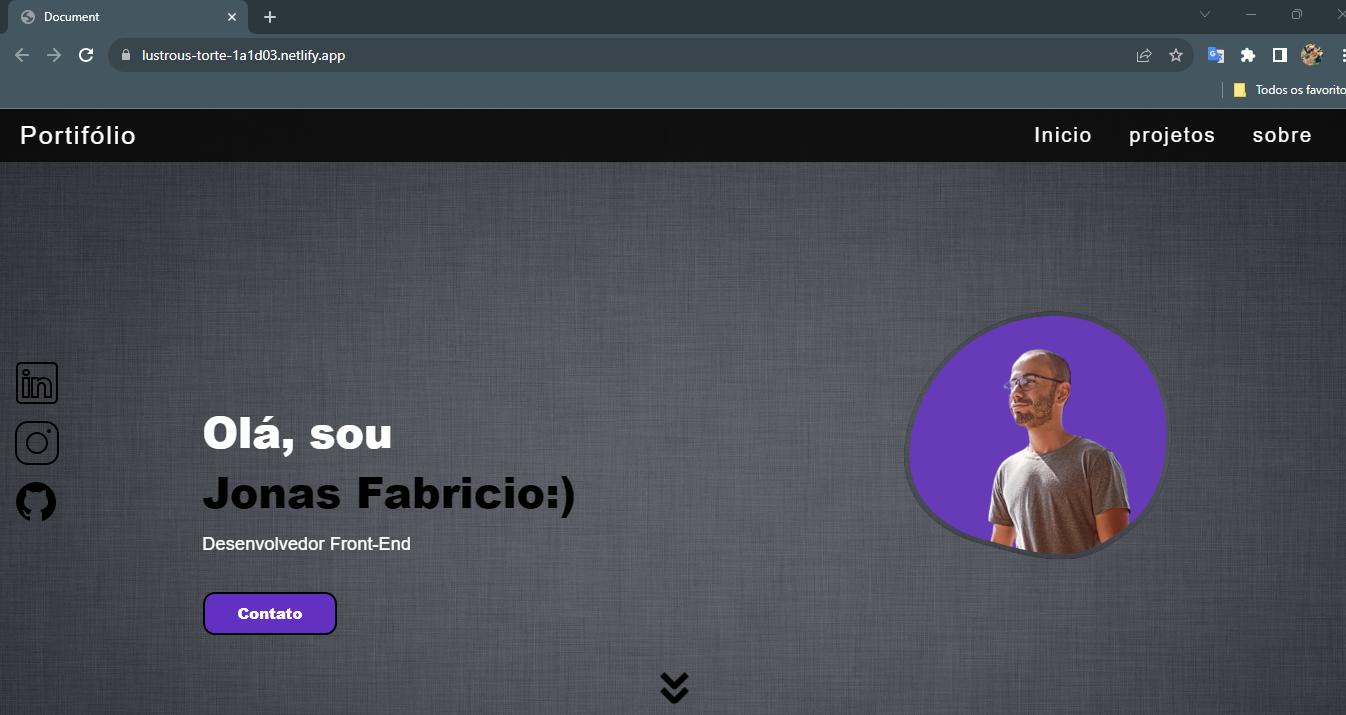 Document
lustrous-torte-1a1d03.netlify.app
Todos os favorito
Portifólio
Inicio projetos sobre
in
Olá, sou
Jonas Fabricio:)
Desenvolvedor Front-End
Contato